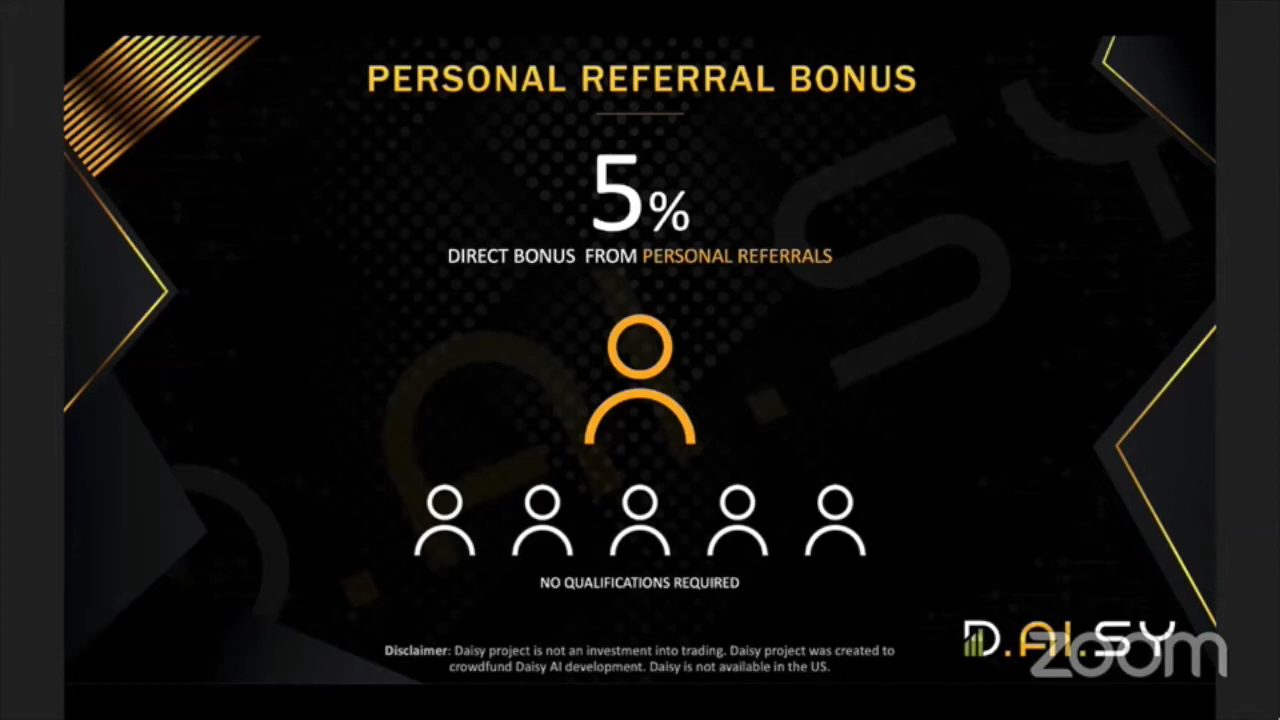 PERSONAL REFERRAL BONUS
5%
DIRECT BONUS FROM PERSONAL REFERRALS
NO QUALIFICATIONS REQUIRED
Disclaimer: Daisy project is not an investment into trading. Daisy project was created to
crowdfund Daisy AI development. Daisy is not available in the US.
D.AI.SY
zoom